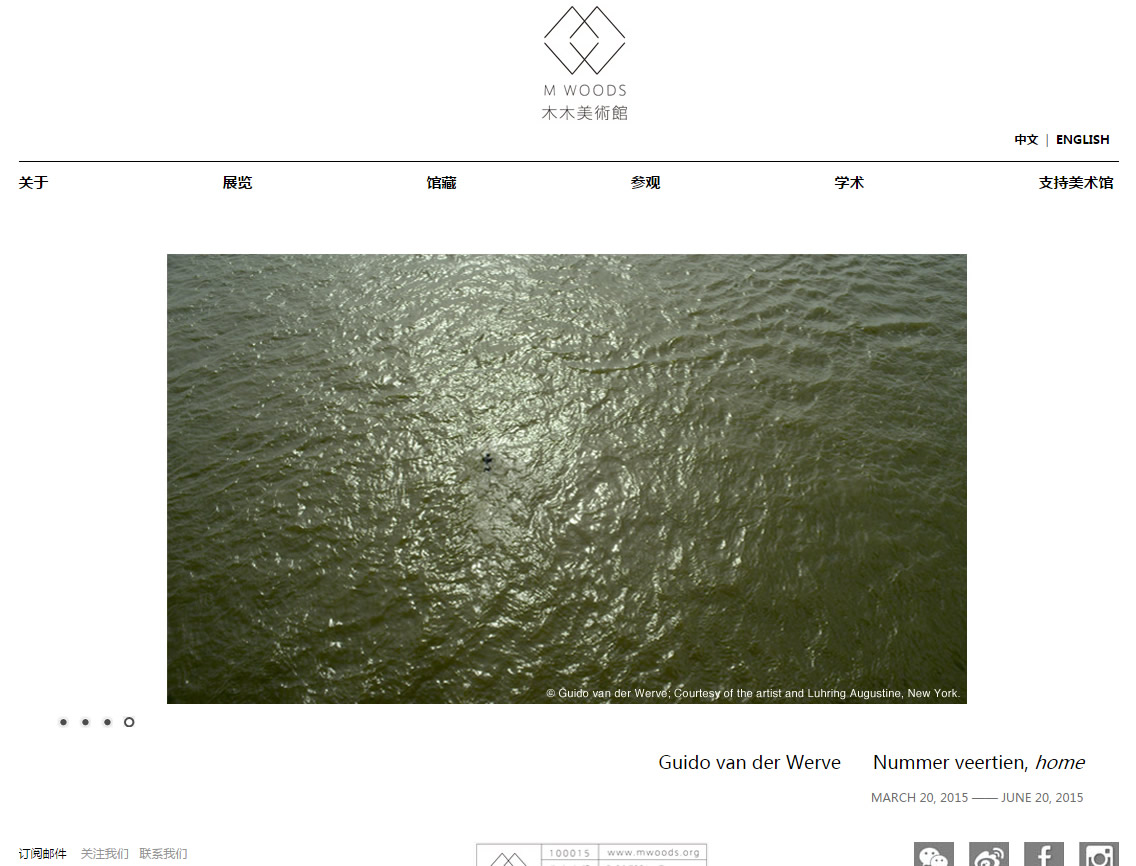 M WOODS
木木美術館
中文 | ENGLISH
关于 展览 馆藏 参观 学术 支持美术馆
© Guido van der Werve; Courtesy of the artist and Luhring Augustine, New York.
Guido van der Werve Nummer veertien, home
MARCH 20, 2015 —— JUNE 20, 2015
订阅邮件 关注我们 联系我们
100015 www.mwoods.org